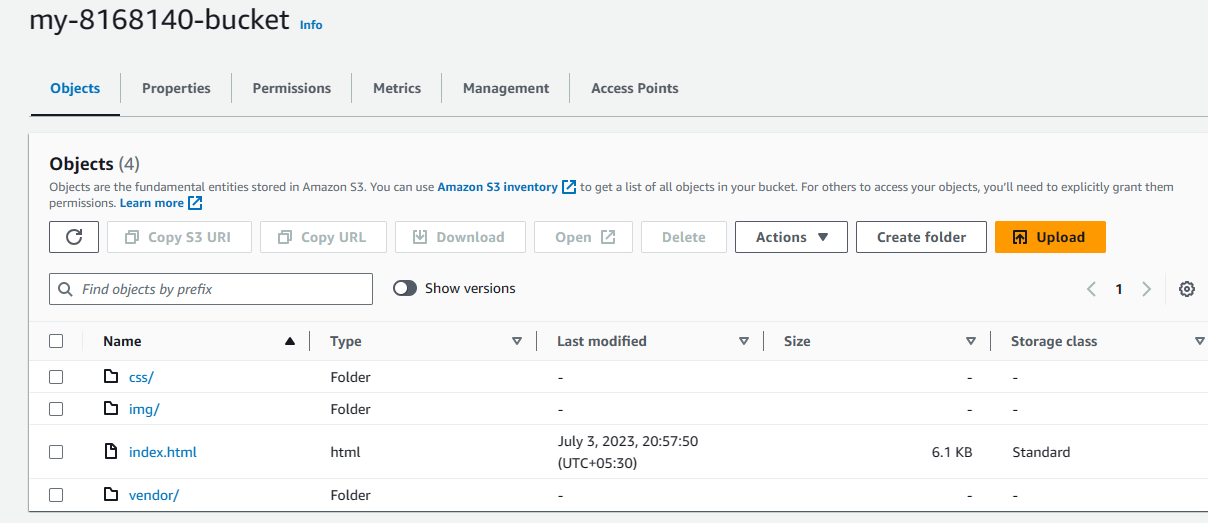 my-8168140-bucket Info
Objects Properties Permissions Metrics Management Access Points
Objects (4)
Objects are the fundamental entities stored in Amazon S3. You can use Amazon S3 inventory to get a list of all objects in your bucket. For others to access your objects, you'll need to explicitly grant them
permissions. Learn more
Copy S3 URI Copy URL Download Open Delete Actions Create folder Upload
Find objects by prefix Show versions 1
Name Type Last modified Size Storage class
css/ Folder - - -
img/ Folder - - -
index.html html July 3, 2023, 20:57:50 6.1 KB Standard
(UTC+05:30)
vendor/ Folder - - -